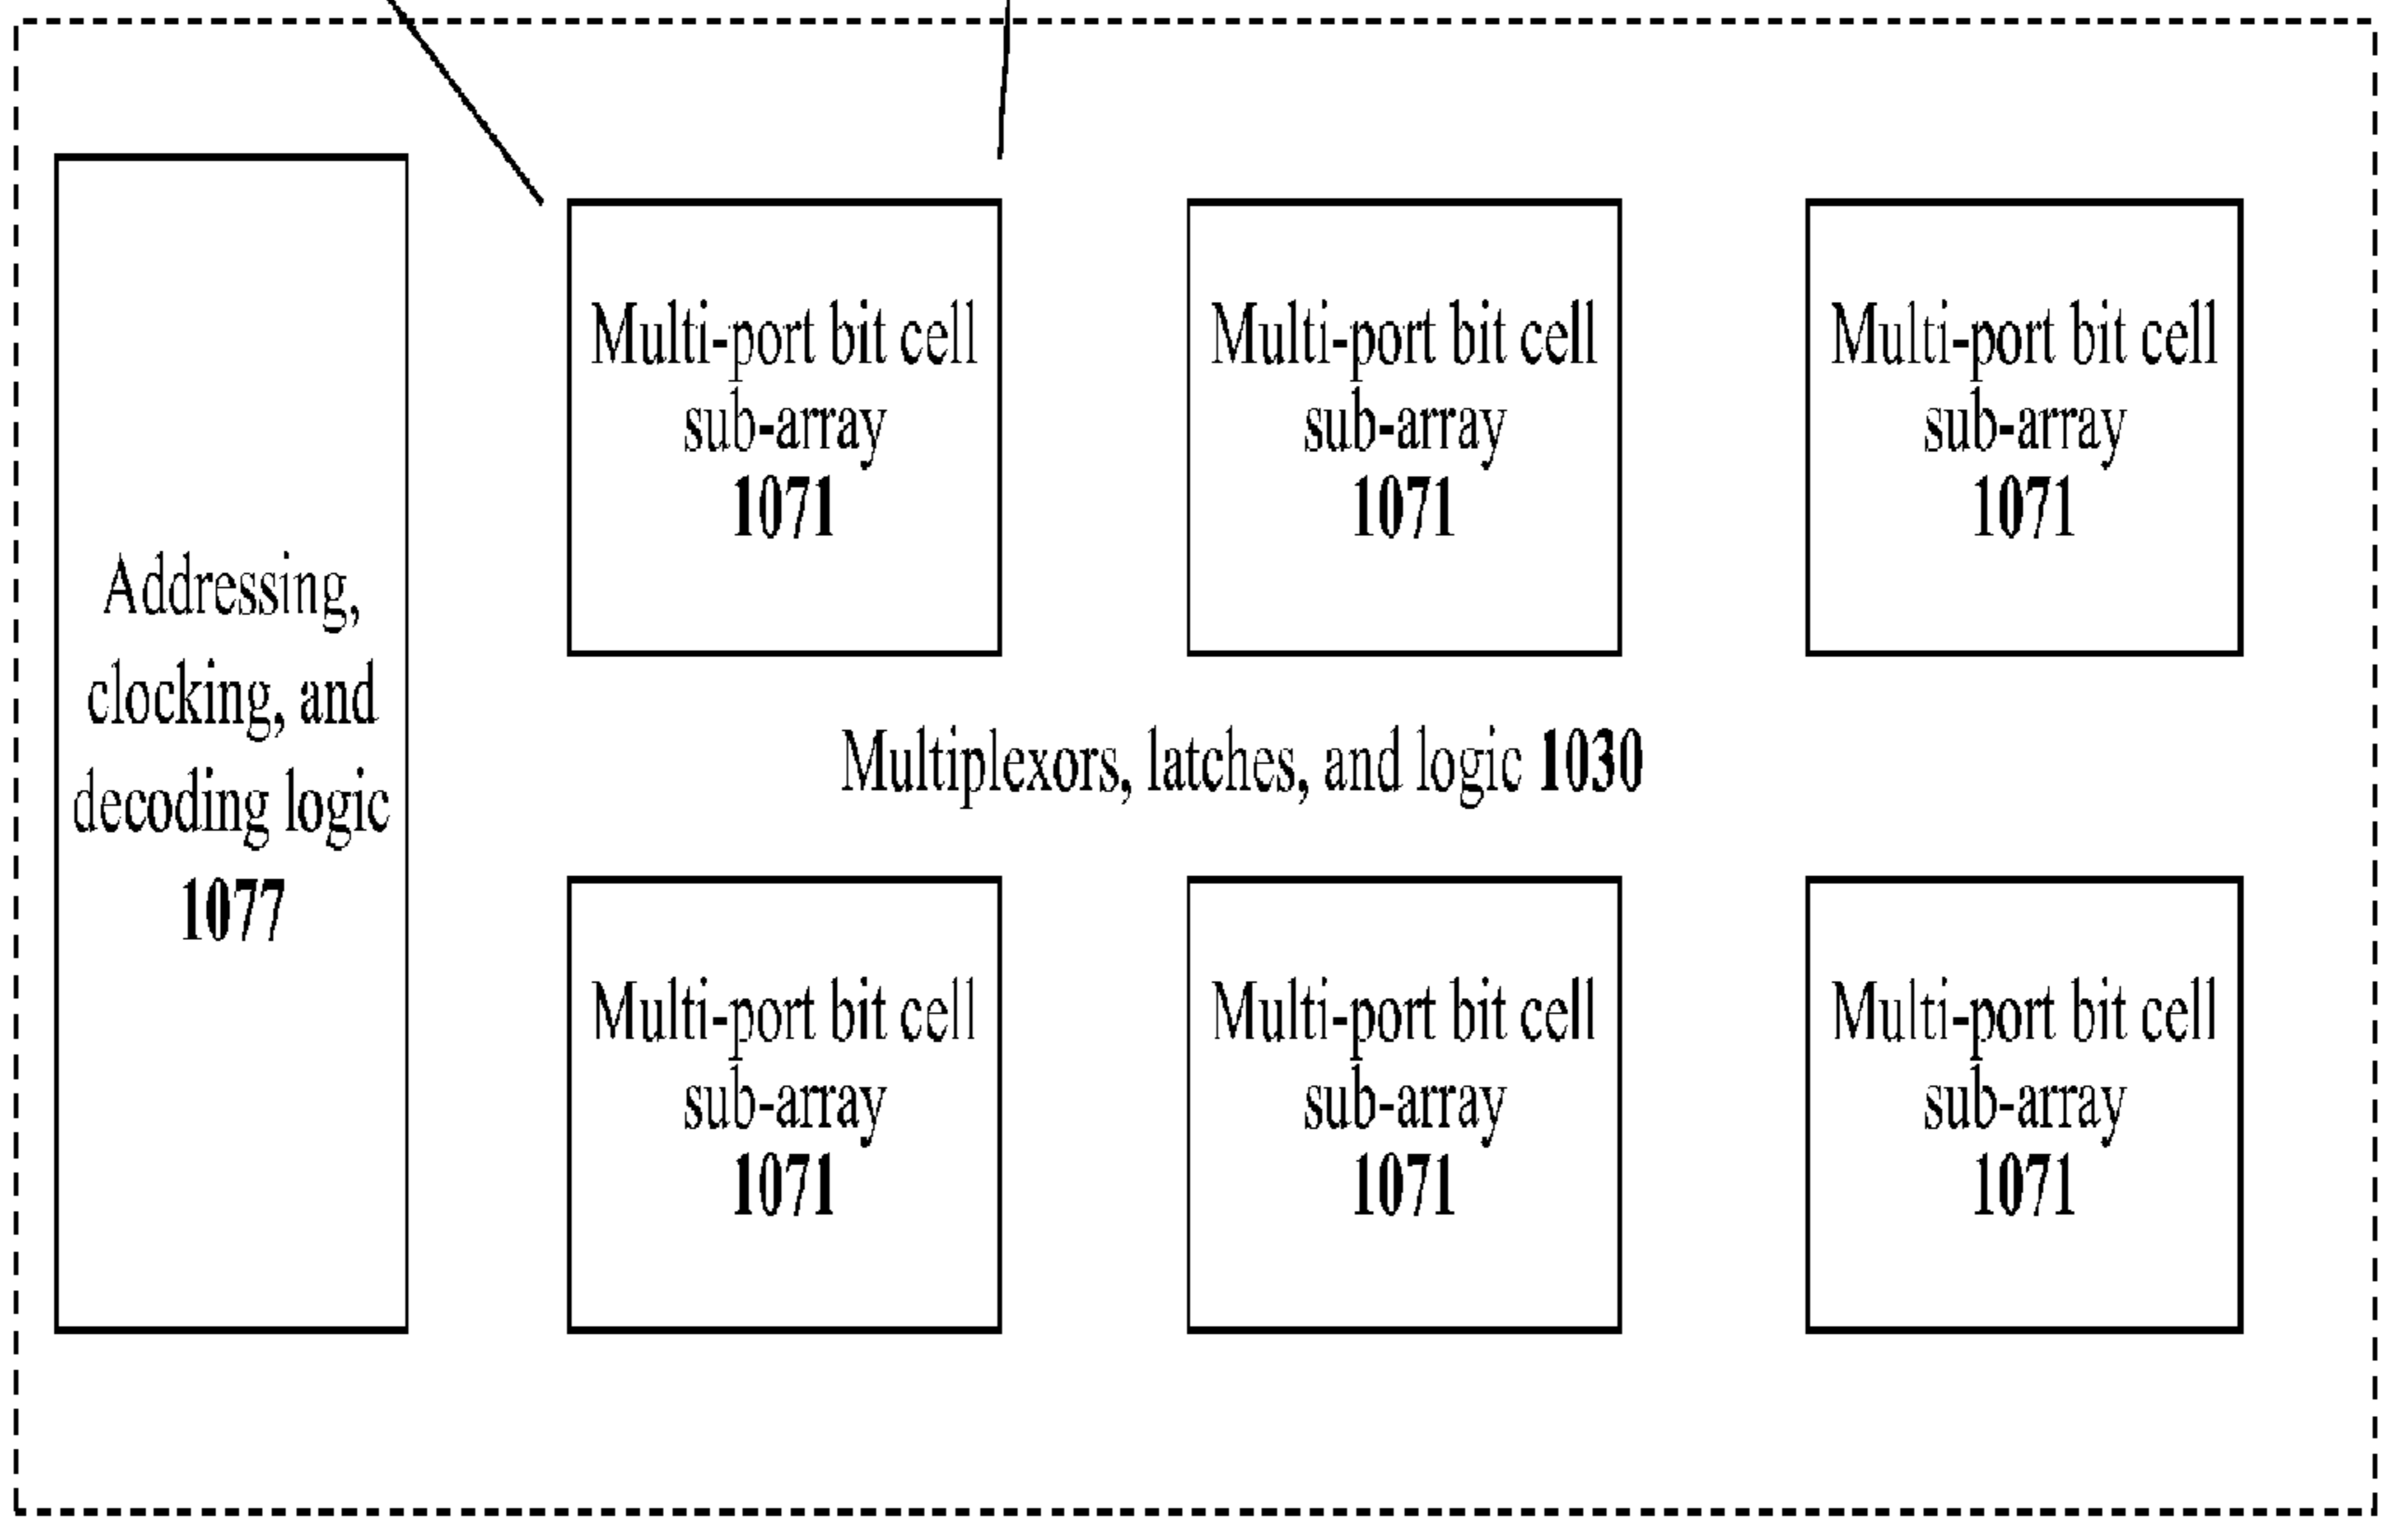 Addressing,
clocking, and
decoding logic
1077
Multi-port bit cell
sub-array
1071
Multi-port bit cell
sub-array
1071
Multi-port bit cell
sub-array
1071
Multiplexors, latches, and logic 1030
Multi-port bit cell
sub-array
1071
Multi-port bit cell
sub-array
1071
Multi-port bit cell
sub-array
1071